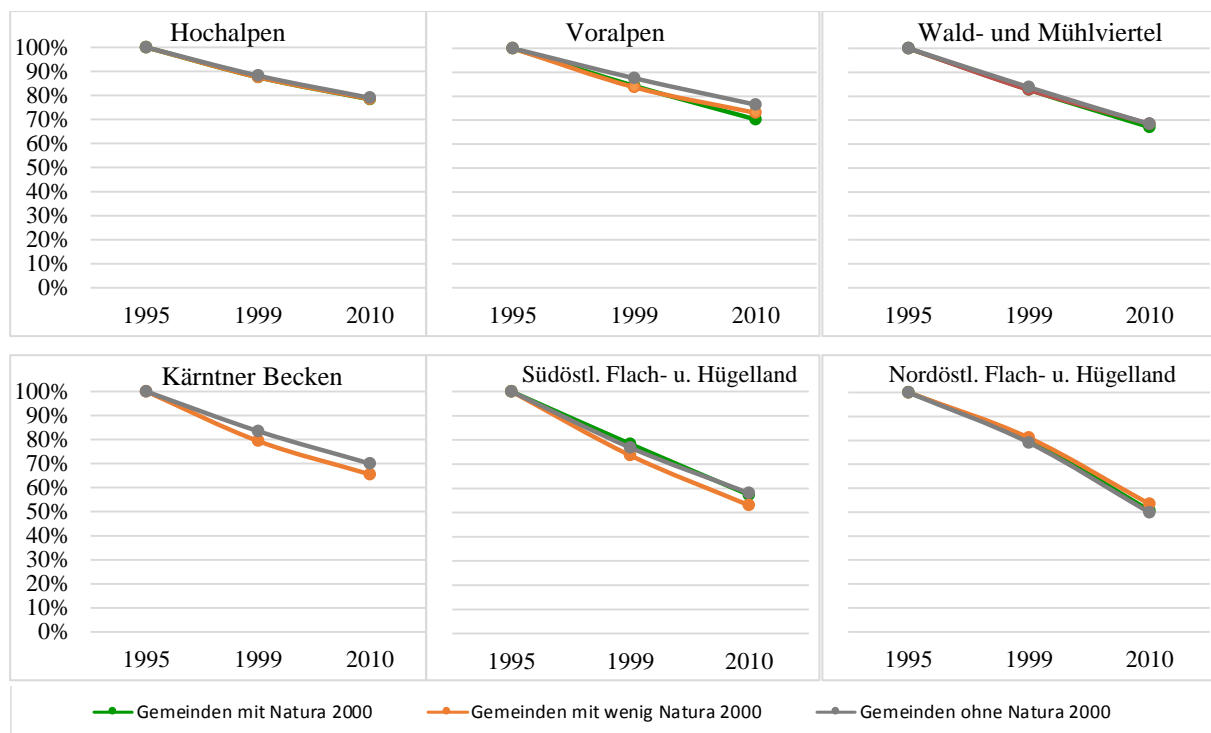 Hochalpen
Voralpen
Wald- und Mühlviertel
100%
90%
80%
70%
60%
50%
40%
30%
20%
10%
0%
1995 1999 2010
1995 1999 2010
1995 1999 2010
Kärntner Becken
Südöstl. Flach- u. Hügelland
Nordöstl. Flach- u. Hügelland
100%
90%
80%
70%
60%
50%
40%
30%
20%
10%
0%
1995 1999 2010
1995 1999 2010
1995 1999 2010
Gemeinden mit Natura 2000
Gemeinden mit wenig Natura 2000
Gemeinden ohne Natura 2000